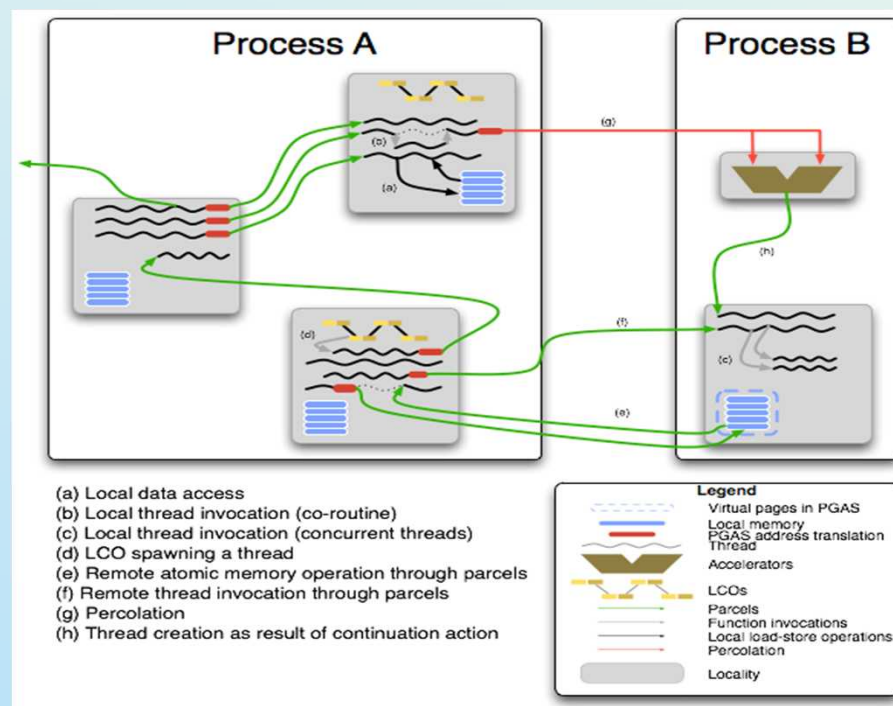 Process A
Process B
(g)
(b)
(a)
(h)
(d)
(f)
(c)
(e)
(a) Local data access
(b) Local thread invocation (co-routine)
(c) Local thread invocation (concurrent threads)
(d) LCO spawning a thread
(e) Remote atomic memory operation through parcels
(f) Remote thread invocation through parcels
(g) Percolation
(h) Thread creation as result of continuation action
Legend
Virtual pages in PGAS
Local memory
PGAS address translation
Thread
Accelerators
LCOs
Parcels
Function invocations
Local load-store operations
Percolation
Locality